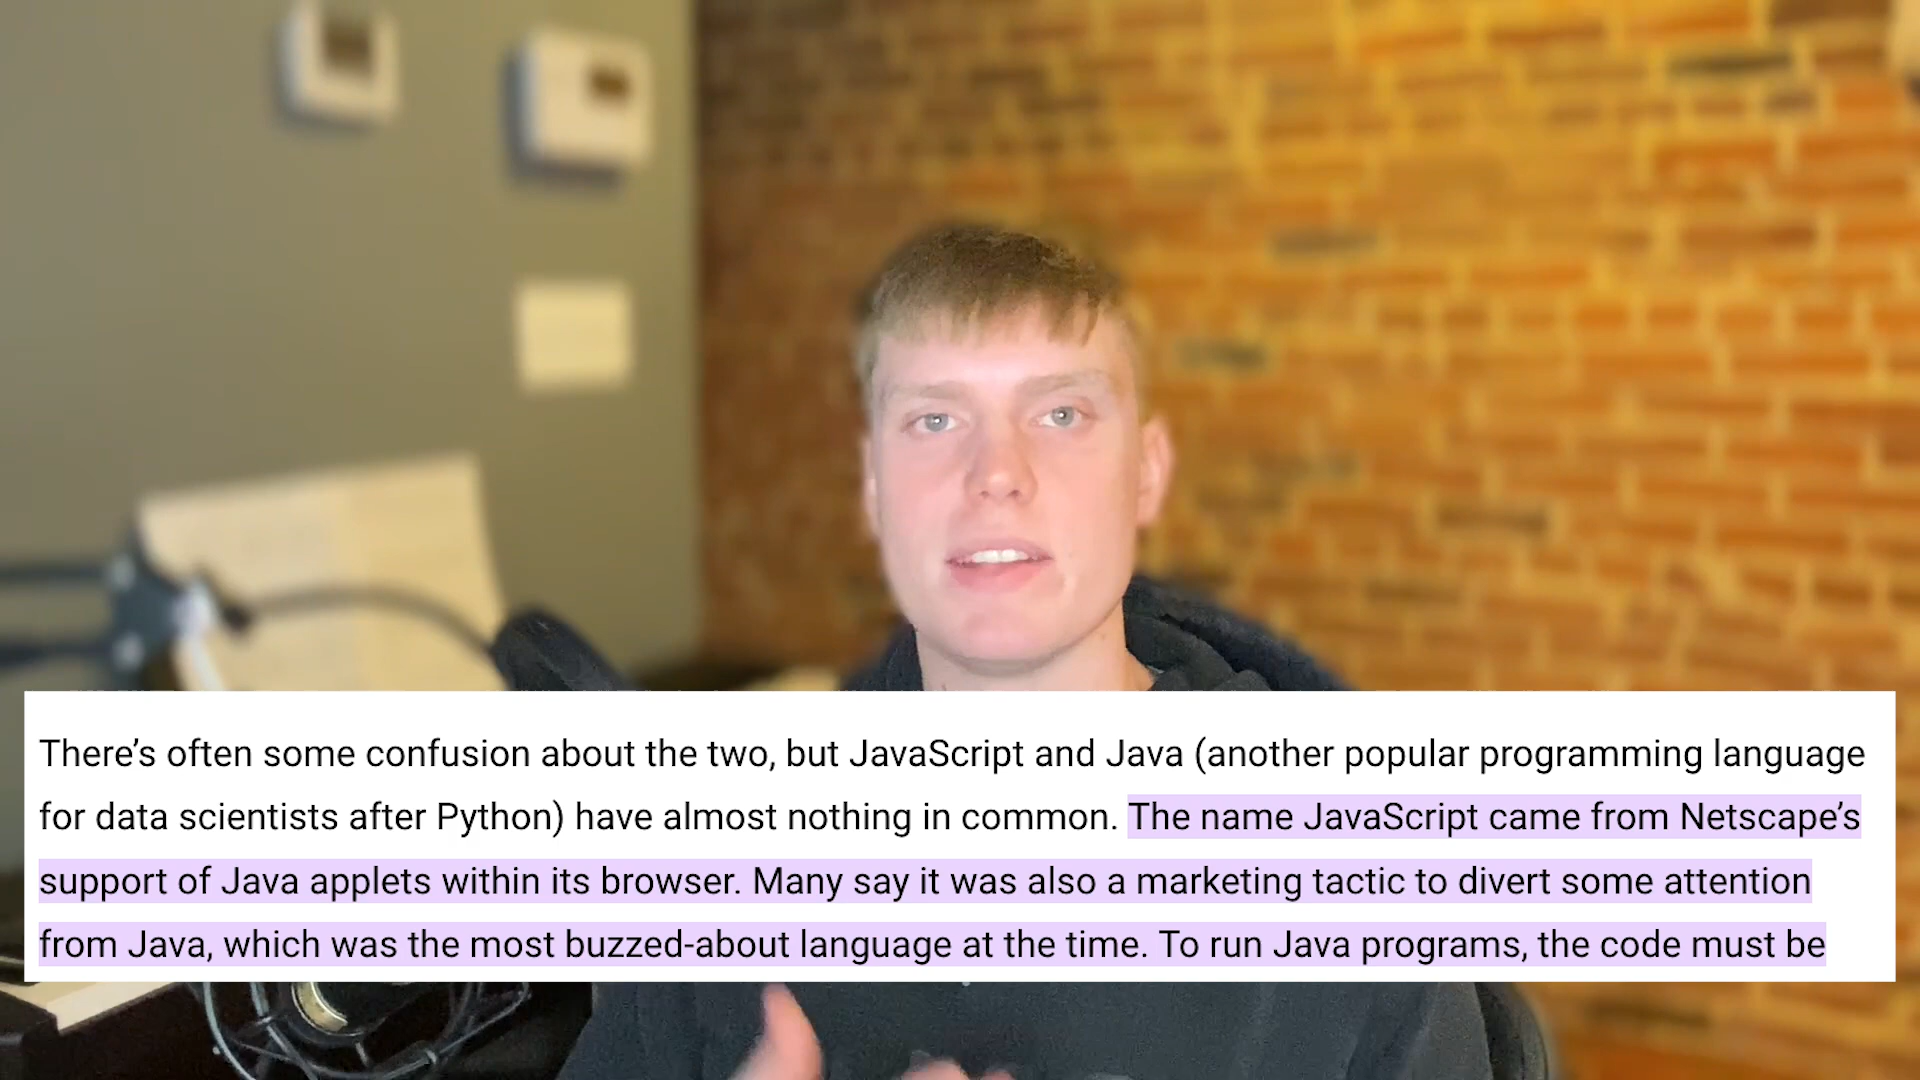 There’s often some confusion about the two, but JavaScript and Java (another popular programming language
for data scientists after Python) have almost nothing in common. The name JavaScript came from Netscape’s
support of Java applets within its browser. Many say it was also a marketing tactic to divert some attention
from Java, which was the most buzzed-about language at the time. To run Java programs, the code must be